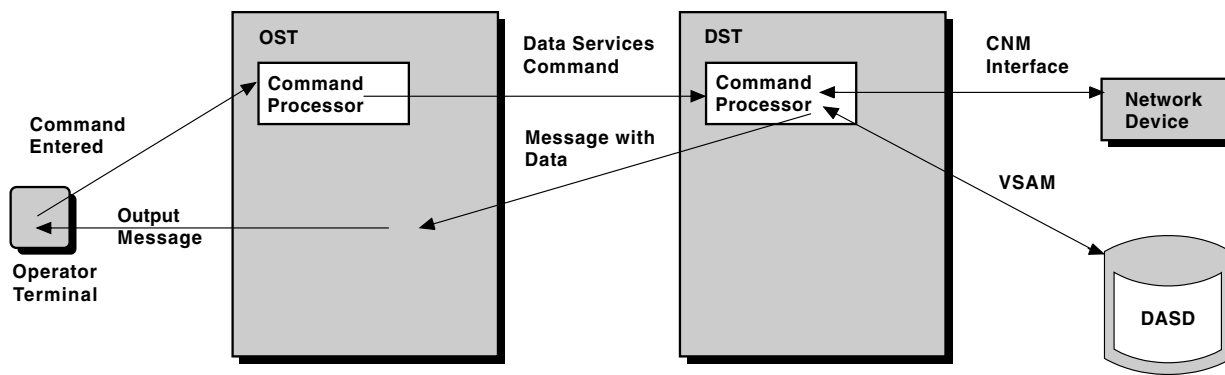 OST
Command
Processor
Data Services
Command
DST
Command
Processor
CNM
Interface
Network
Device
Command
Entered
Message with
Data
VSAM
Output
Message
Operator
Terminal
DASD